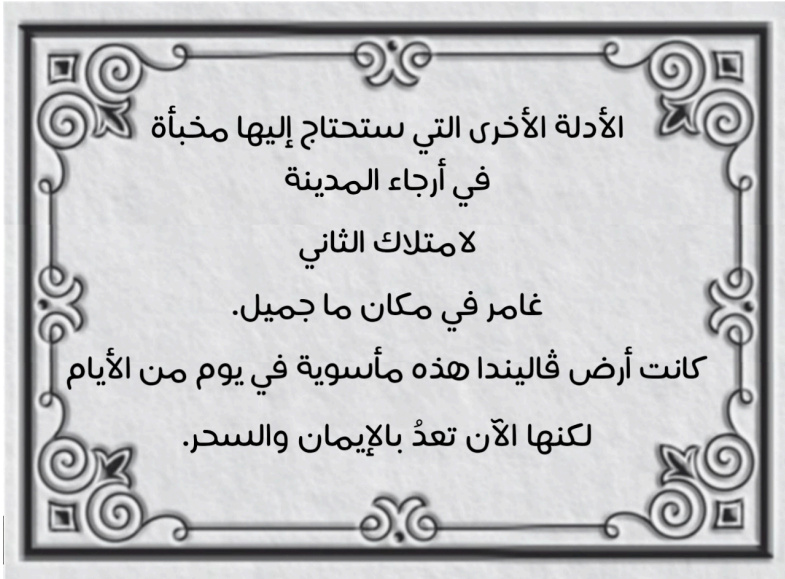 الأدلة الأخرى التي ستحتاج إليها مخبأة
في أرجاء المدينة
لامتلاك الثاني
غامر في مكان ما جميل.
كانت أرض ڤاليندا هذه مأسوية في يوم من الأيام
لكنها الآن تعدُ بالإيمان والسحر.